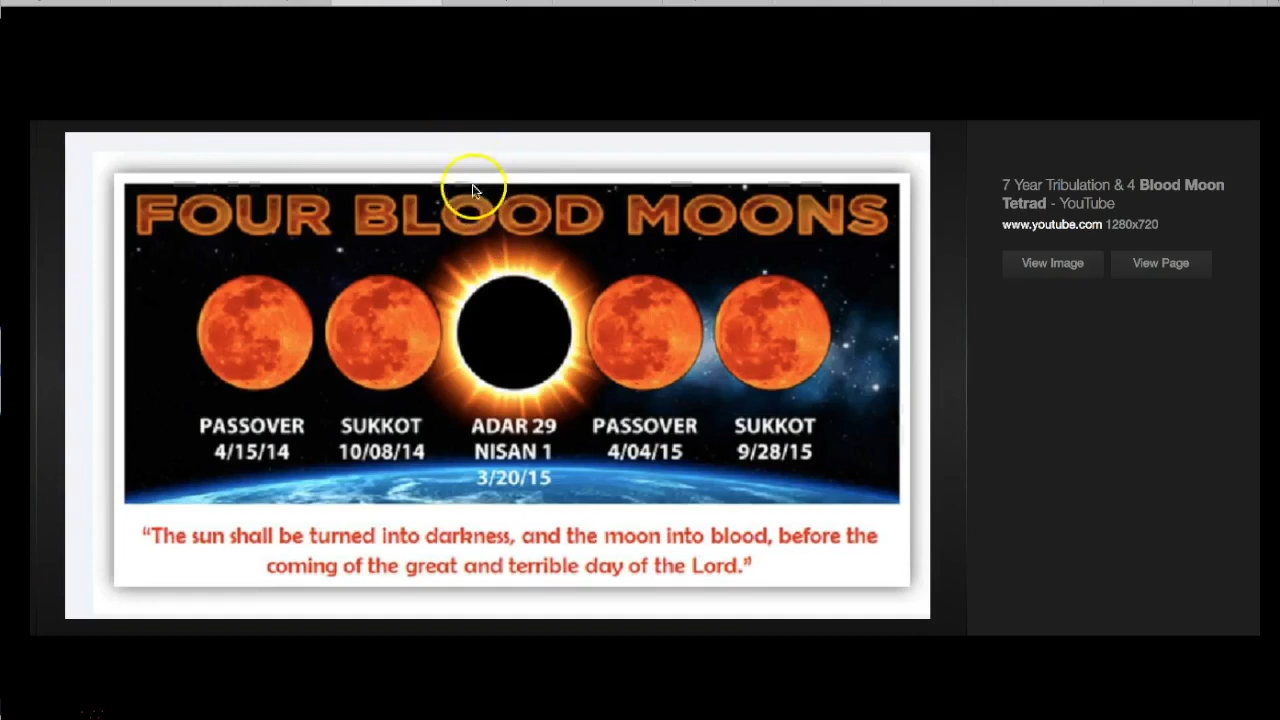 FOUR BLOOD MOONS
PASSOVER
4/15/14
SUKKOT
10/08/14
ADAR 29
NISAN 1
3/20/15
PASSOVER
4/04/15
SUKKOT
9/28/15
“The sun shall be turned into darkness, and the moon into blood, before the
coming of the great and terrible day of the Lord.”
7 Year Tribulation & 4 Blood Moon
Tetrad - YouTube
www.youtube.com 1280x720
View Image
View Page